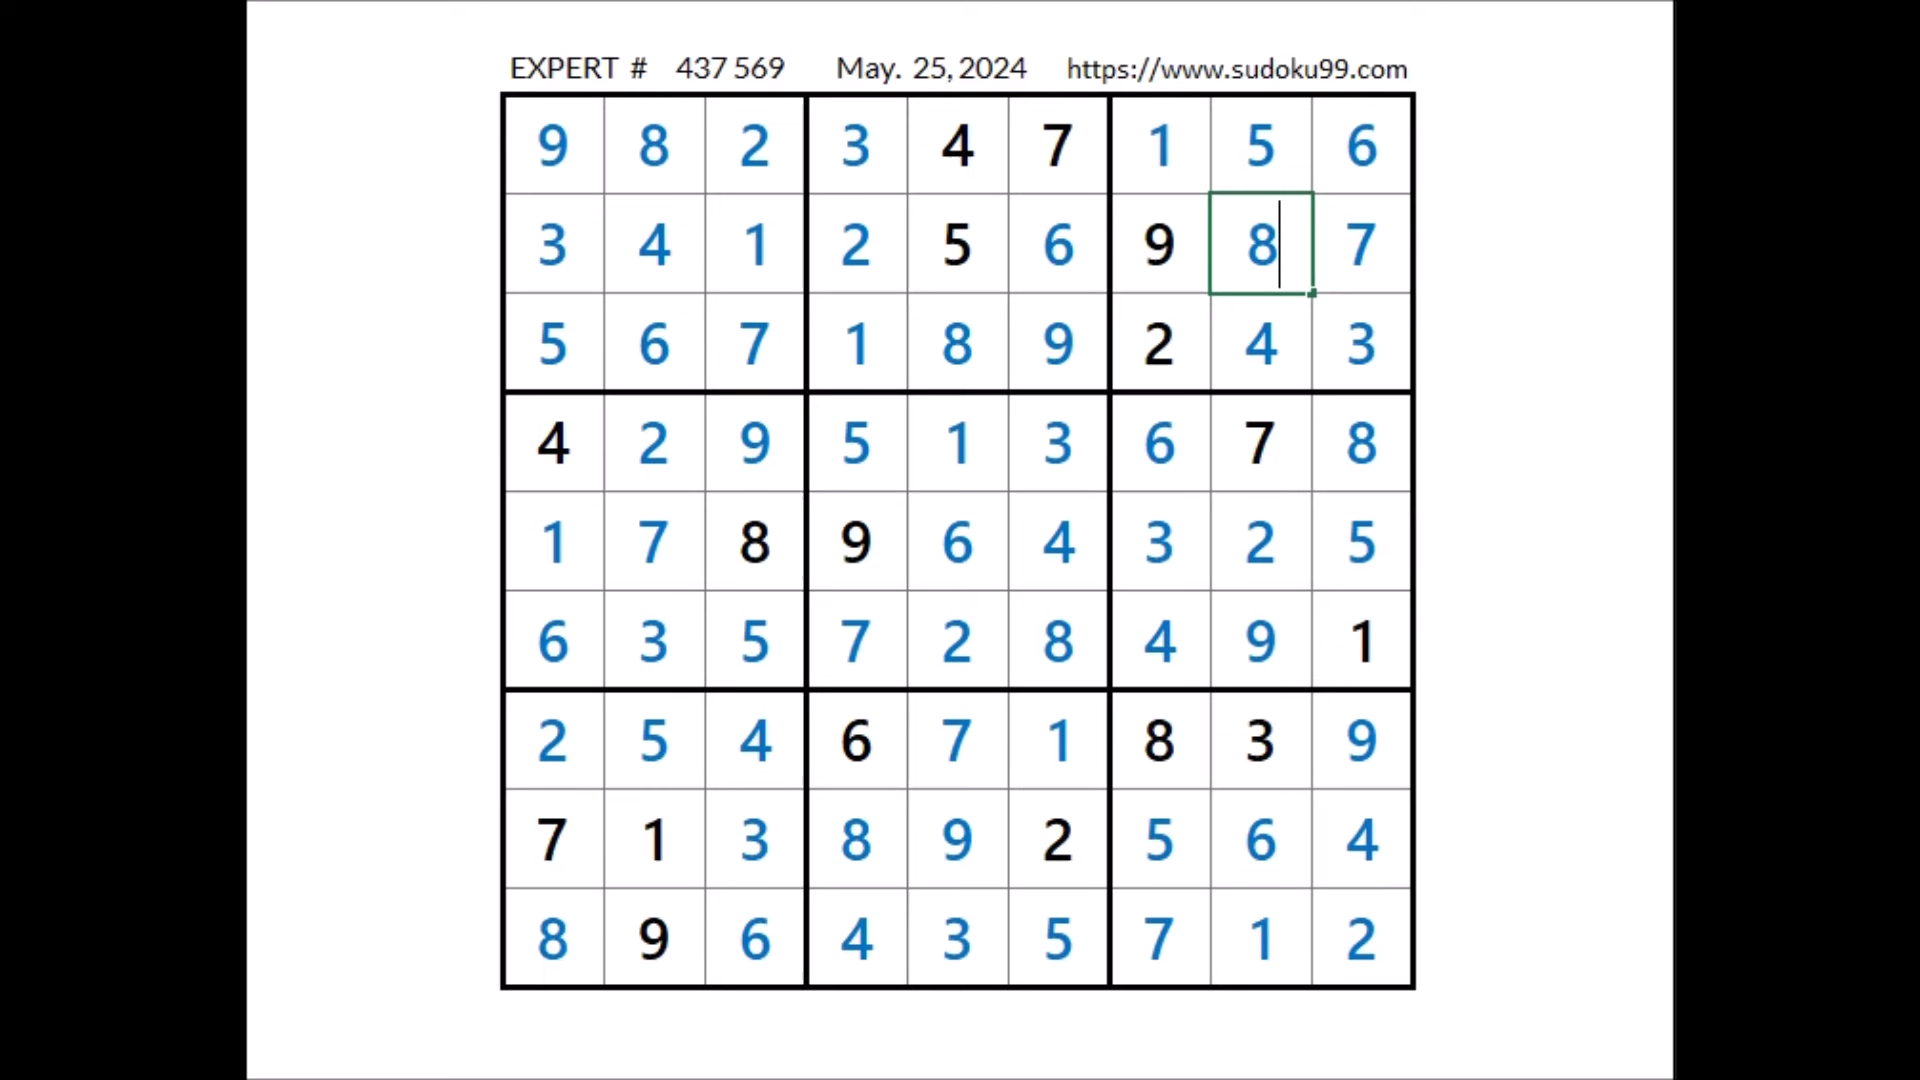 EXPERT # 437 569 May. 25, 2024 https://www.sudoku99.com
9 8 2 3 4 7 1 5 6
3 4 1 2 5 6 9 8 7
5 6 7 1 8 9 2 4 3
4 2 9 5 1 3 6 7 8
1 7 8 9 6 4 3 2 5
6 3 5 7 2 8 4 9 1
2 5 4 6 7 1 8 3 9
7 1 3 8 9 2 5 6 4
8 9 6 4 3 5 7 1 2